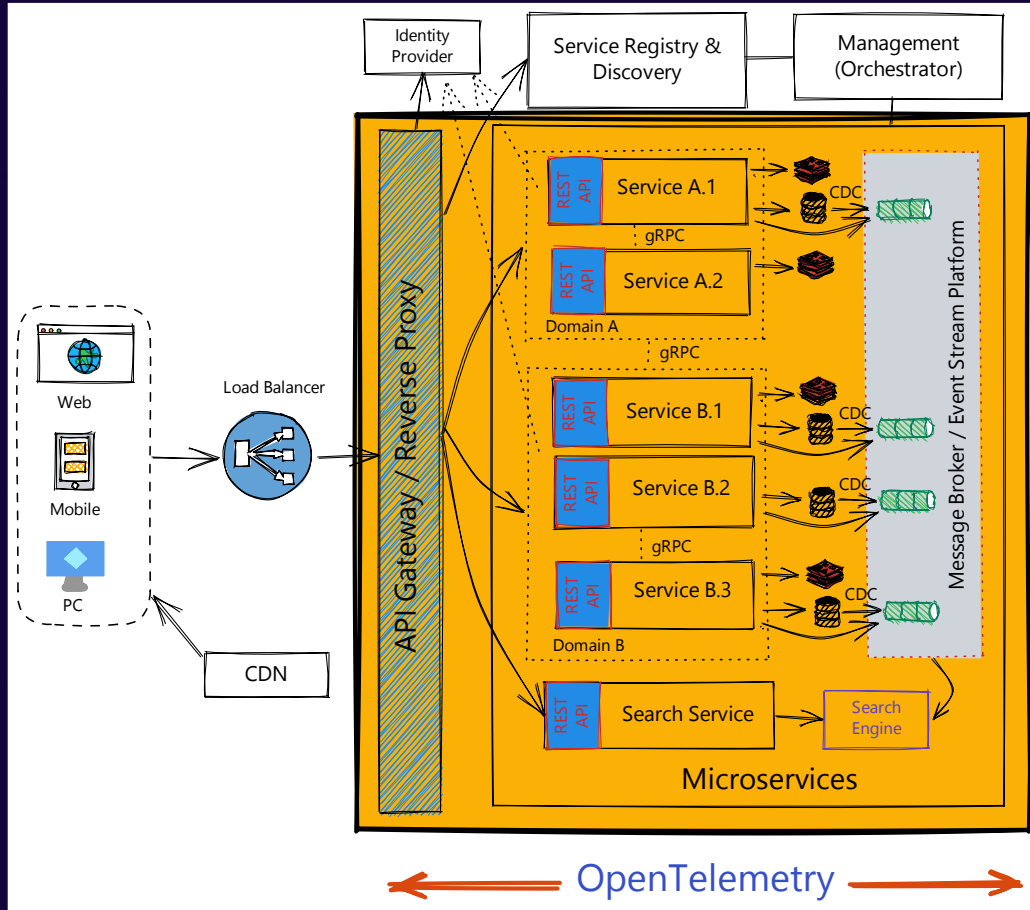 Identity
Provider
Service Registry &
Discovery
Management
(Orchestrator)
Web
Mobile
PC
CDN
Load Balancer
API Gateway / Reverse Proxy
REST
API
Service A.1
CDC
gRPC
REST
API
Service A.2
Domain A
gRPC
REST
API
Service B.1
CDC
REST
API
Service B.2
CDC
gRPC
REST
API
Service B.3
CDC
Domain B
Message Broker / Event Stream Platform
REST
API
Search Service
Search
Engine
Microservices
OpenTelemetry